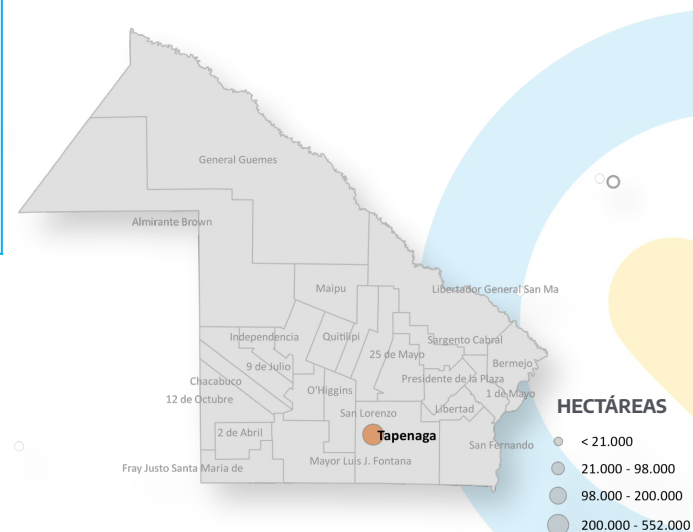 General Guemes
Almirante Brown
Maipu
Libertador General San Ma
Independencia
Quitilipi
Sargento Cabral
25 de Mayo
9 de Julio
Bermejo
Presidente de la Plaza
Chacabuco
O'Higgins
1 de Mayo
12 de Octubre
San Lorenzo
Libertad
2 de Abril
Tapenaga
San Fernando
Fray Justo Santa Maria de
Mayor Luis J. Fontana
HECTÁREAS
< 21.000
21.000 - 98.000
98.000 - 200.000
200.000 - 552.000